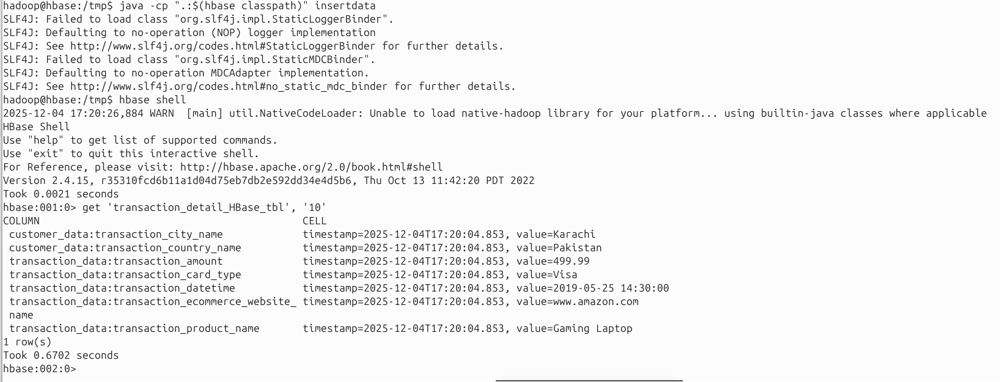 hadoop@hbase:/tmp$ java -cp ".:$(hbase classpath)" insertdata
SLF4J: Failed to load class "org.slf4j.impl.StaticLoggerBinder".
SLF4J: Defaulting to no-operation (NOP) logger implementation
SLF4J: See http://www.slf4j.org/codes.html#StaticLoggerBinder for further details.
SLF4J: Failed to load class "org.slf4j.impl.StaticMDCBinder".
SLF4J: Defaulting to no-operation MDCAdapter implementation.
SLF4J: See http://www.slf4j.org/codes.html#no_static_mdc_binder for further details.
hadoop@hbase:/tmp$ hbase shell
2025-12-04 17:20:26,884 WARN  [main] util.NativeCodeLoader: Unable to load native-hadoop library for your platform... using builtin-java classes where applicable
HBase Shell
Use "help" to get list of supported commands.
Use "exit" to quit this interactive shell.
For Reference, please visit: http://hbase.apache.org/2.0/book.html#shell
Version 2.4.15, r35310fcd6b11a1d04d75eb7db2e592dd34e4d5b6, Thu Oct 13 11:42:20 PDT 2022
Took 0.0021 seconds
hbase:001:0> get 'transaction_detail_HBase_tbl', '10'
COLUMN                                           CELL
 customer_data:transaction_city_name             timestamp=2025-12-04T17:20:04.853, value=Karachi
 customer_data:transaction_country_name          timestamp=2025-12-04T17:20:04.853, value=Pakistan
 transaction_data:transaction_amount             timestamp=2025-12-04T17:20:04.853, value=499.99
 transaction_data:transaction_card_type          timestamp=2025-12-04T17:20:04.853, value=Visa
 transaction_data:transaction_datetime           timestamp=2025-12-04T17:20:04.853, value=2019-05-25 14:30:00
 transaction_data:transaction_ecommerce_website_ timestamp=2025-12-04T17:20:04.853, value=www.amazon.com
 name
 transaction_data:transaction_product_name       timestamp=2025-12-04T17:20:04.853, value=Gaming Laptop
1 row(s)
Took 0.6702 seconds
hbase:002:0>